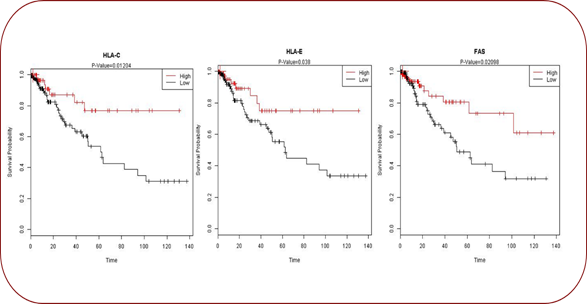 HLA-C
P-Value=0.01204
High
Low
Survival Probability
1.0
0.8
0.6
0.4
0.2
0.0
0 20 40 60 80 100 120 140
Time
HLA-E
P-Value=0.038
High
Low
Survival Probability
1.0
0.8
0.6
0.4
0.2
0.0
0 20 40 60 80 100 120 140
Time
FAS
P-Value=0.02098
High
Low
Survival Probability
1.0
0.8
0.6
0.4
0.2
0.0
0 20 40 60 80 100 120 140
Time